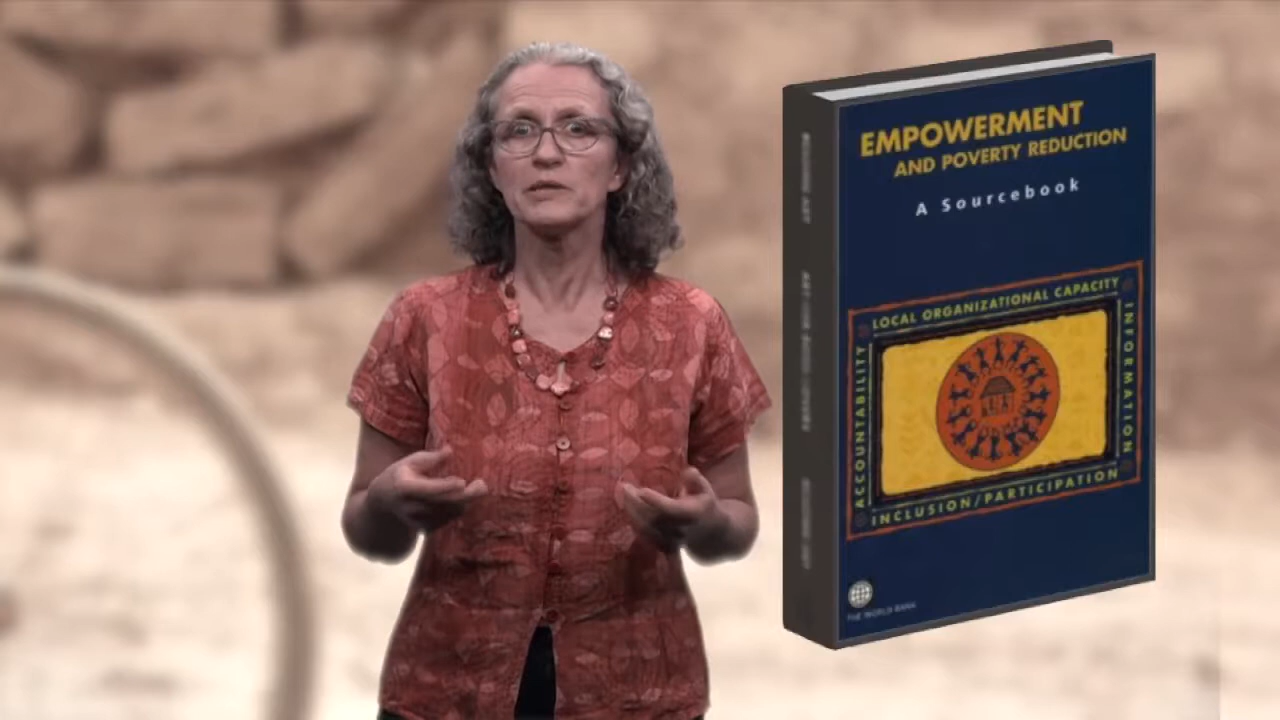 EMPOWERMENT
AND POVERTY REDUCTION
A Sourcebook
LOCAL ORGANIZATIONAL CAPACITY
ACCOUNTABILITY
INFORMATION
INCLUSION/PARTICIPATION
THE WORLD BANK